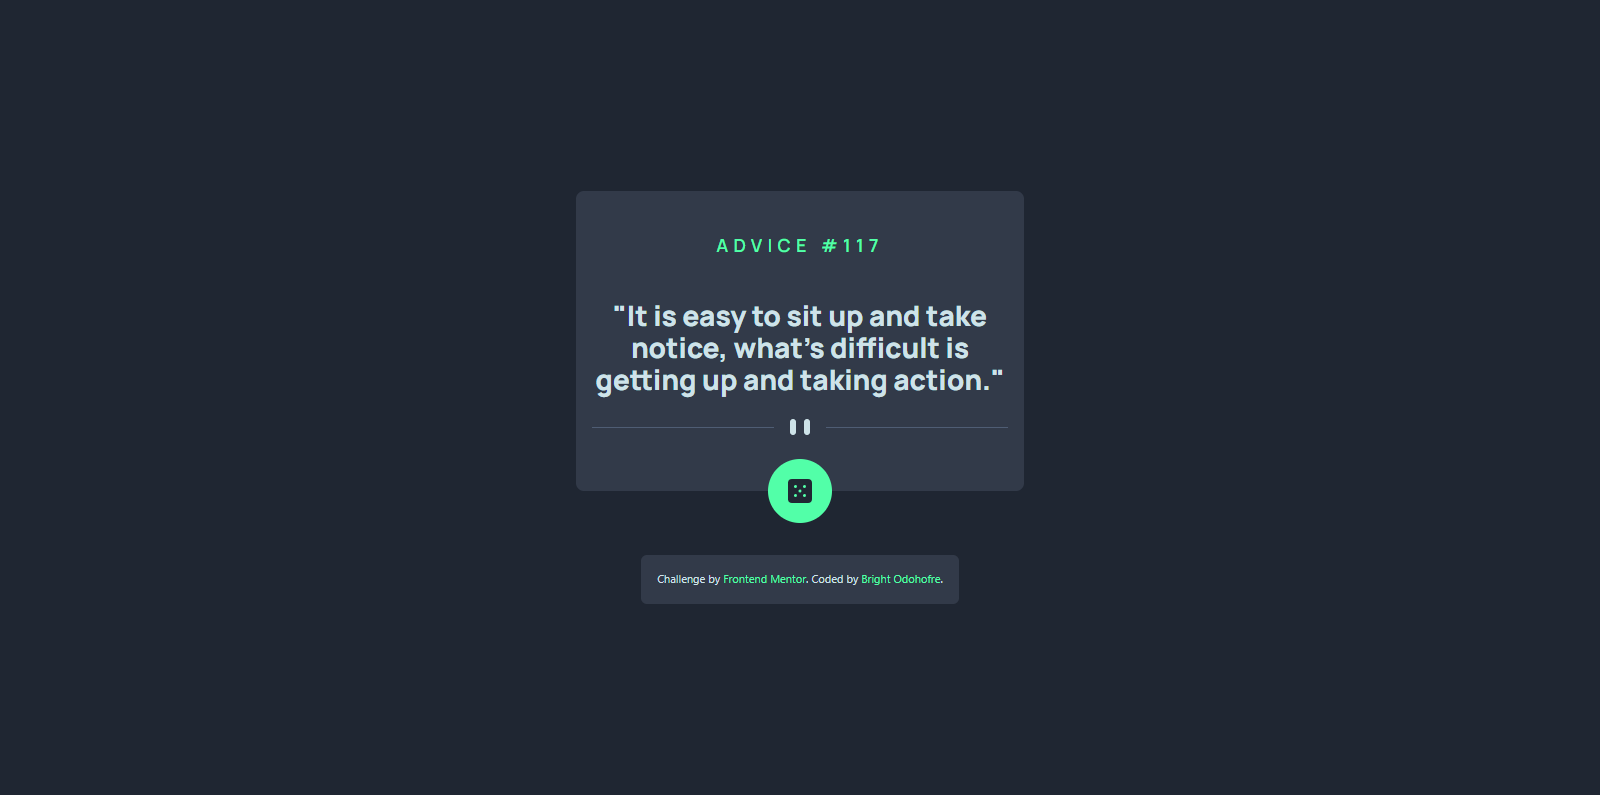 ADVICE #117
"It is easy to sit up and take
notice, what's difficult is
getting up and taking action."
Challenge by Frontend Mentor. Coded by Bright Odohofre.